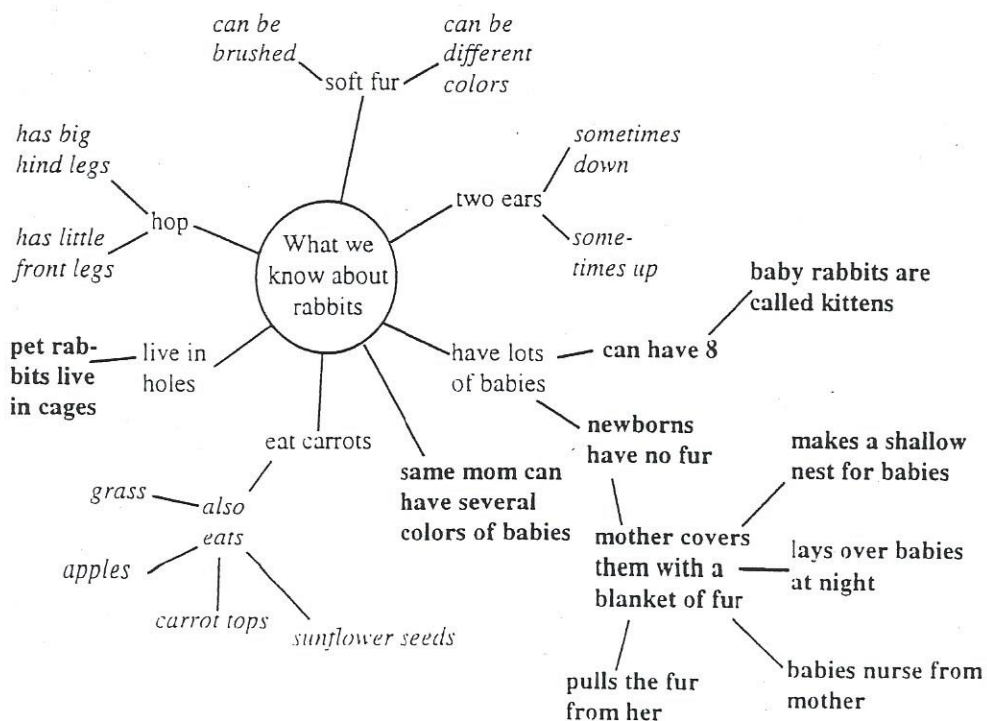 can be
brushed
can be
different
colors
soft fur
has big
hind legs
sometimes
down
two ears
hop
has little
front legs
some-
times up
What we
know about
rabbits
baby rabbits are
called kittens
pet rab-
bits live
in cages
live in
holes
have lots
of babies
can have 8
eat carrots
newborns
have no fur
makes a shallow
nest for babies
same mom can
have several
colors of babies
grass
also
eats
apples
carrot tops
sunflower seeds
mother covers
them with a
blanket of fur
lays over babies
at night
pulls the fur
from her
babies nurse from
mother